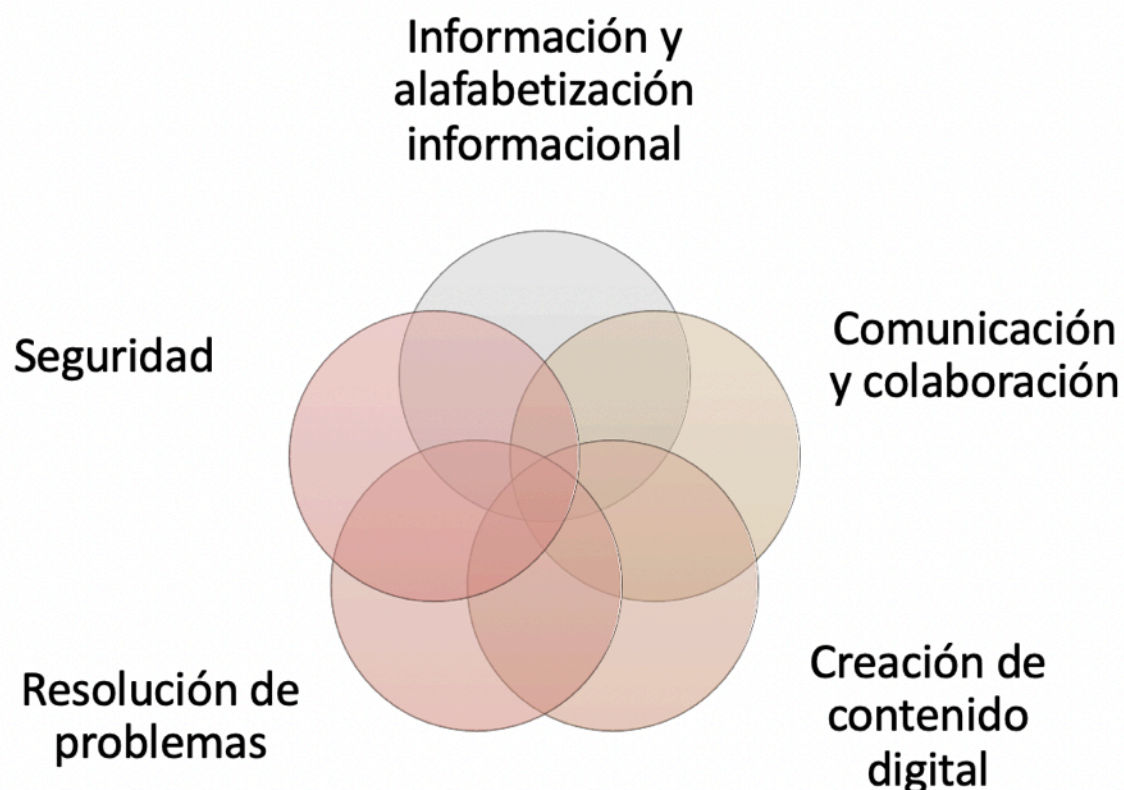 Información y
alafabetización
informacional
Seguridad
Comunicación
y colaboración
Resolución de
problemas
Creación de
contenido
digital